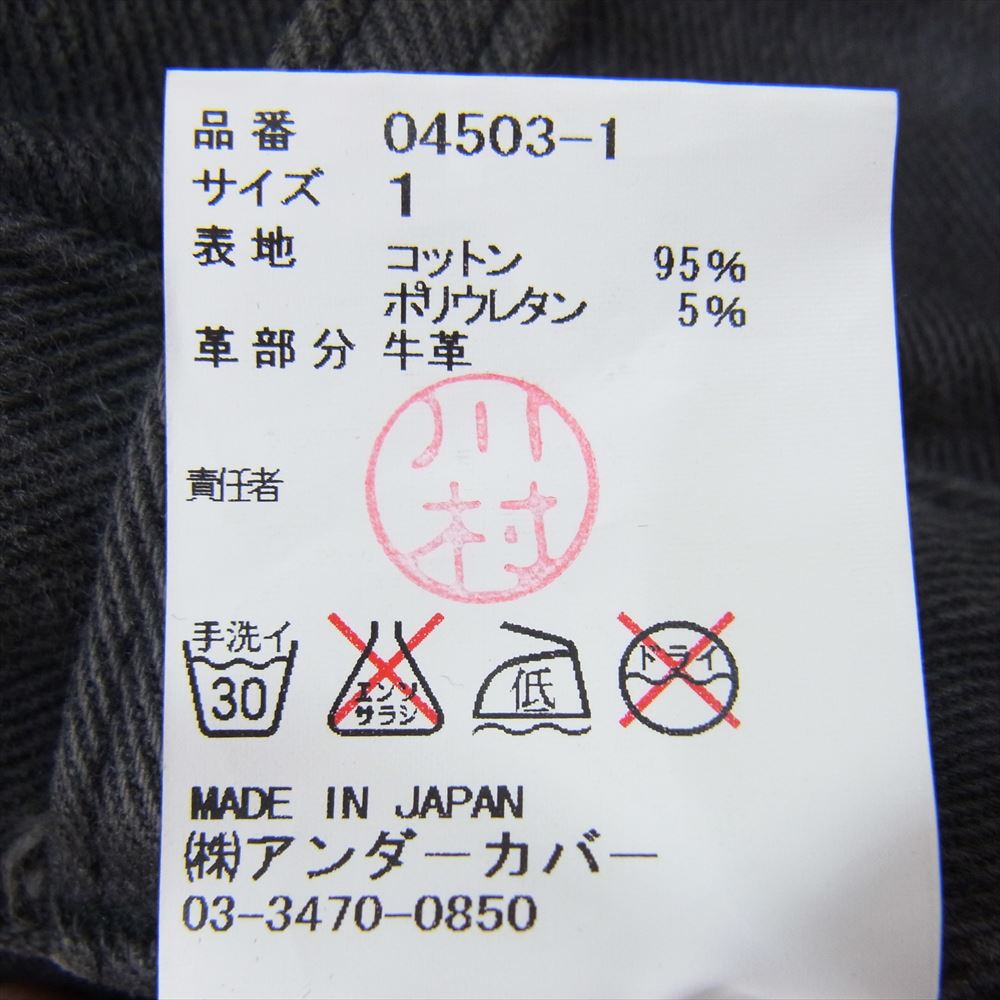 品番 04503-1
サイズ 1
表地 コットン 95%
ポリウレタン 5%
革部分 牛革
川村
責任者
手洗イ
30
エンソサラシ
低
ドライ
MADE IN JAPAN
㈱アンダーカバー
03-3470-0850